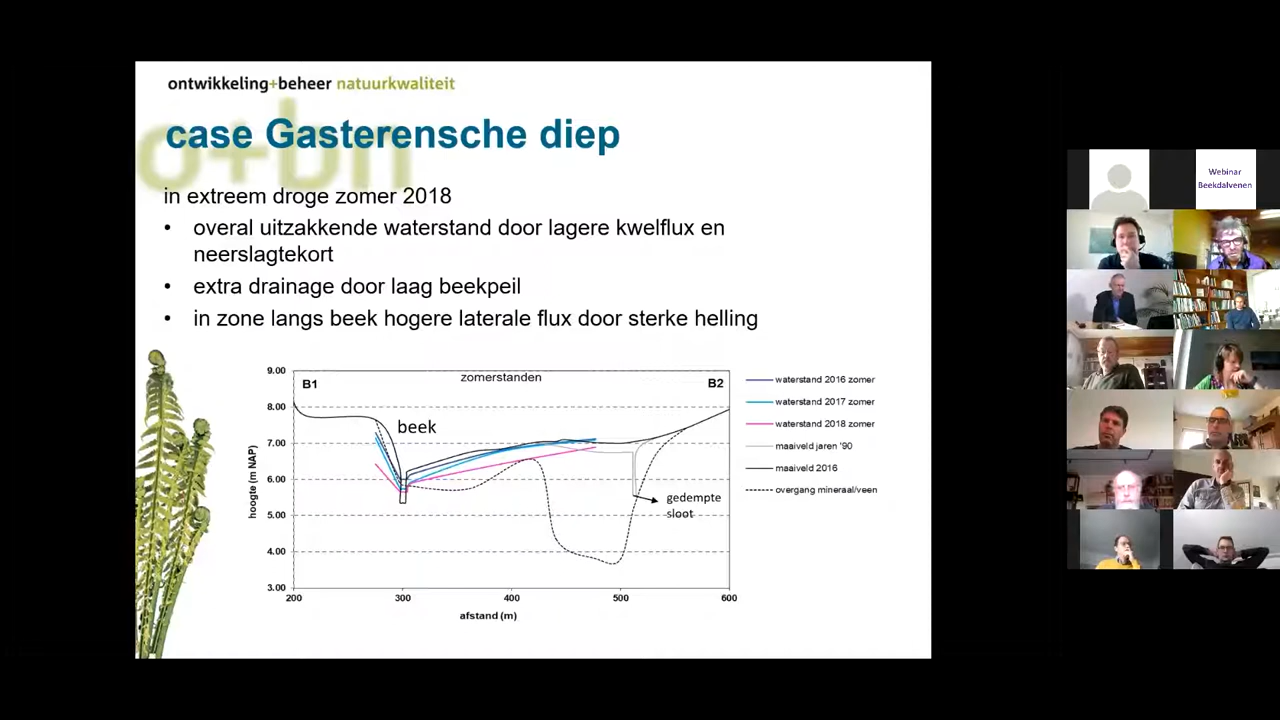 ontwikkeling+beheer natuurkwaliteit
o+bn
case Gasterensche diep
in extreem droge zomer 2018
• overal uitzakkende waterstand door lagere kwelflux en
neerslagtekort
• extra drainage door laag beekpeil
• in zone langs beek hogere laterale flux door sterke helling
zomerstanden
B1
B2
beek
gedempte
sloot
9.00
8.00
7.00
6.00
5.00
4.00
3.00
hoogte (m NAP)
200 300 400 500 600
afstand (m)
waterstand 2016 zomer
waterstand 2017 zomer
waterstand 2018 zomer
maaiveld jaren '90
maaiveld 2016
overgang mineraal/veen
Webinar
Beekdalvenen